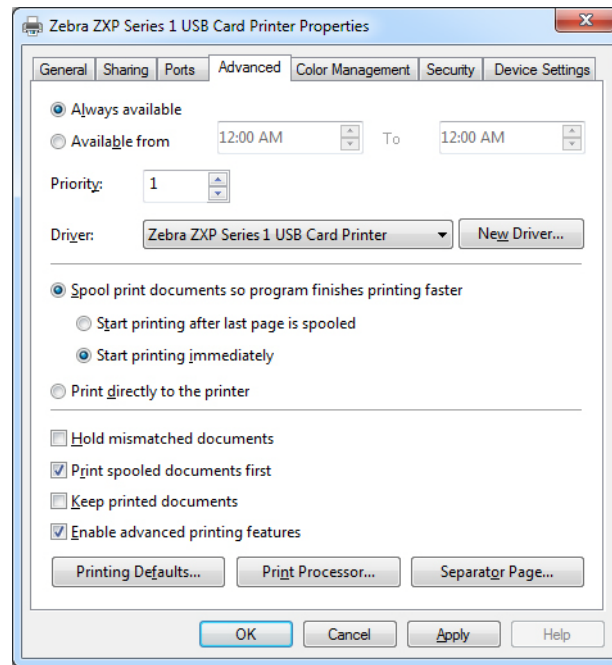 Zebra ZXP Series 1 USB Card Printer Properties
General Sharing Ports Advanced Color Management Security Device Settings
Always available
Available from 12:00 AM To 12:00 AM
Priority: 1
Driver: Zebra ZXP Series 1 USB Card Printer New Driver...
Spool print documents so program finishes printing faster
Start printing after last page is spooled
Start printing immediately
Print directly to the printer
Hold mismatched documents
Print spooled documents first
Keep printed documents
Enable advanced printing features
Printing Defaults... Print Processor... Separator Page...
OK Cancel Apply Help